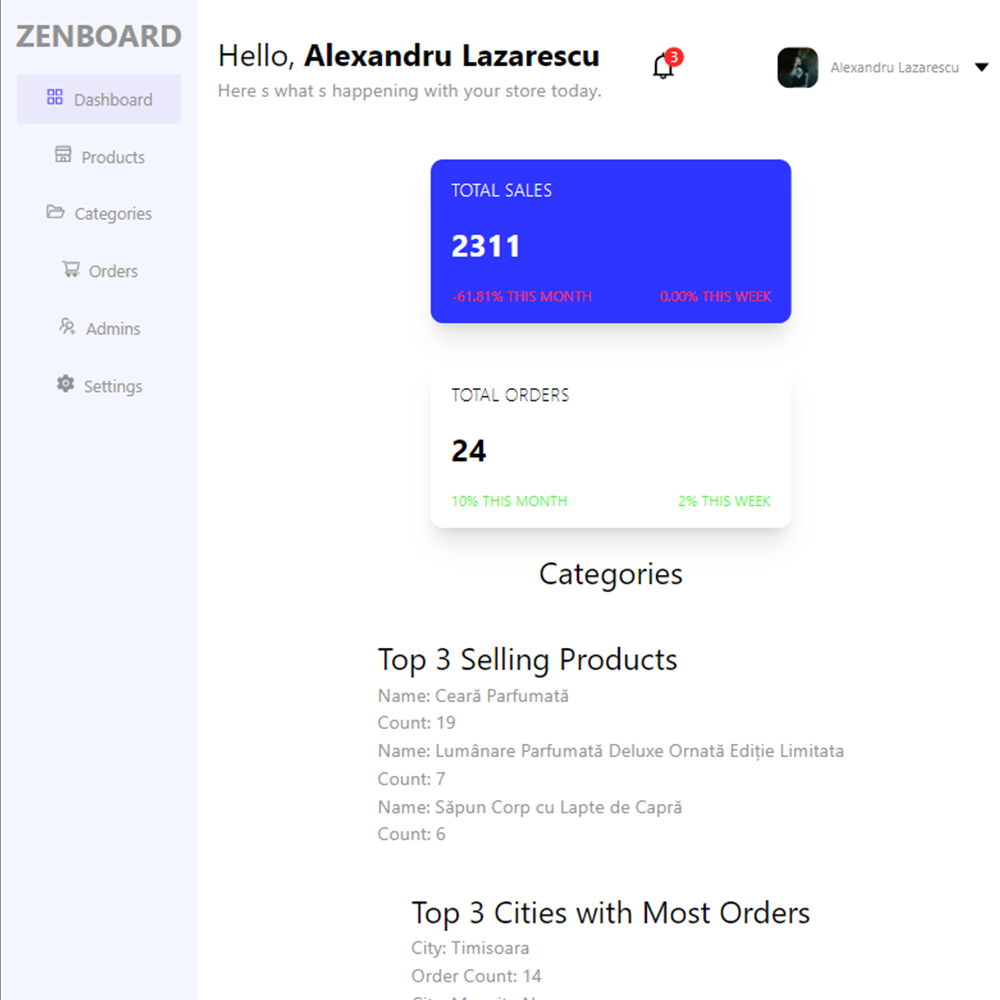 ZENBOARD
Dashboard
Products
Categories
Orders
Admins
Settings
Hello, Alexandru Lazarescu
Here s what s happening with your store today.
3
Alexandru Lazarescu
TOTAL SALES
2311
-61.81% THIS MONTH 0.00% THIS WEEK
TOTAL ORDERS
24
10% THIS MONTH 2% THIS WEEK
Categories
Top 3 Selling Products
Name: Ceară Parfumată
Count: 19
Name: Lumânare Parfumată Deluxe Ornată Ediție Limitata
Count: 7
Name: Săpun Corp cu Lapte de Capră
Count: 6
Top 3 Cities with Most Orders
City: Timisoara
Order Count: 14